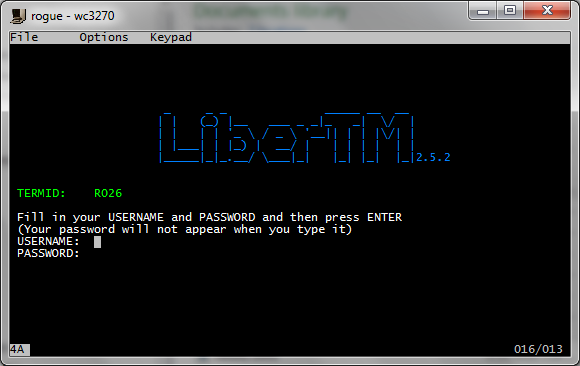 rogue - wc3270
File Options Keypad
LiberTM
2.5.2
TERMID: RO26
Fill in your USERNAME and PASSWORD and then press ENTER
(Your password will not appear when you type it)
USERNAME:
PASSWORD:
4A 016/013